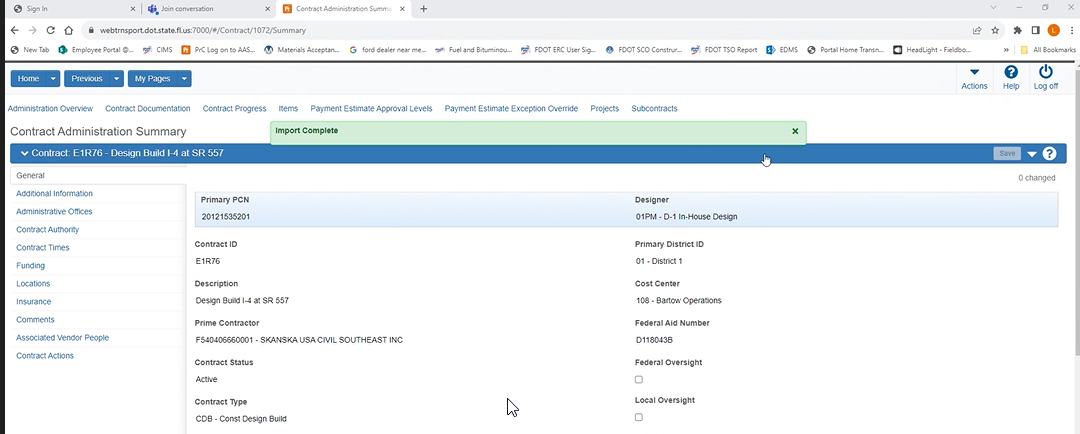 Sign In
Join conversation
Contract Administration Summ
webtrnsport.dot.state.fl.us:7000/#/Contract/1072/Summary
L
New Tab
Employee Portal @...
CIMS
PrC Log on to AAS...
Materials Acceptan...
ford dealer near me...
Fuel and Bituminou...
FDOT ERC User Sig...
FDOT SCO Construc...
FDOT TSO Report
EDMS
Portal Home Transn...
HeadLight - Fieldbo...
»
All Bookmarks
Home
Previous
My Pages
Actions
Help
Log off
Administration Overview
Contract Documentation
Contract Progress
Items
Payment Estimate Approval Levels
Payment Estimate Exception Override
Projects
Subcontracts
Contract Administration Summary
Import Complete
Contract: E1R76 - Design Build I-4 at SR 557
Save
General
0 changed
Additional Information
Administrative Offices
Contract Authority
Contract Times
Funding
Locations
Insurance
Comments
Associated Vendor People
Contract Actions
Primary PCN
20121535201
Designer
01PM - D-1 In-House Design
Contract ID
E1R76
Primary District ID
01 - District 1
Description
Design Build I-4 at SR 557
Cost Center
108 - Bartow Operations
Prime Contractor
F540406660001 - SKANSKA USA CIVIL SOUTHEAST INC
Federal Aid Number
D118043B
Contract Status
Active
Federal Oversight
Contract Type
CDB - Const Design Build
Local Oversight